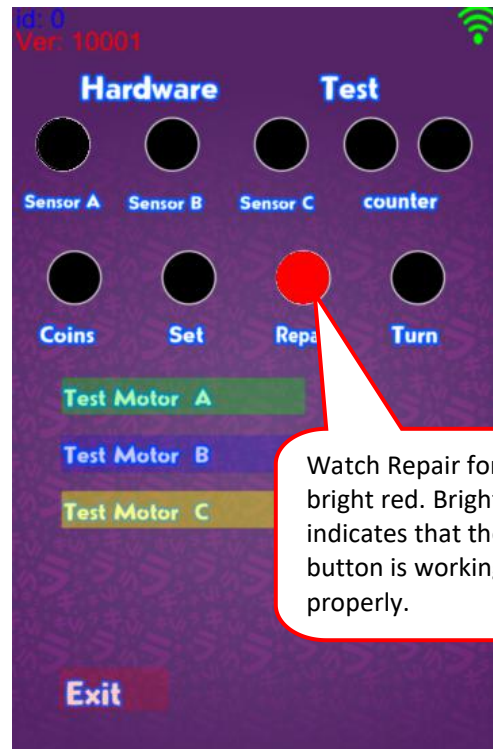 id: 0
Ver: 10001
Hardware Test
Sensor A Sensor B Sensor C counter
Coins Set Turn
Test Motor A
Test Motor B
Test Motor C
Watch Repair for
bright red. Bright
indicates that the
button is working
properly.
Exit